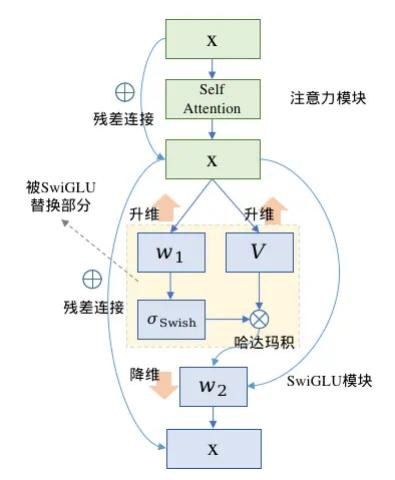 x
Self
Attention
注意力模块
残差连接
x
被SwiGLU
替换部分
升维
升维
w₁
V
残差连接
σSwish
哈达玛积
降维
w₂
SwiGLU模块
x